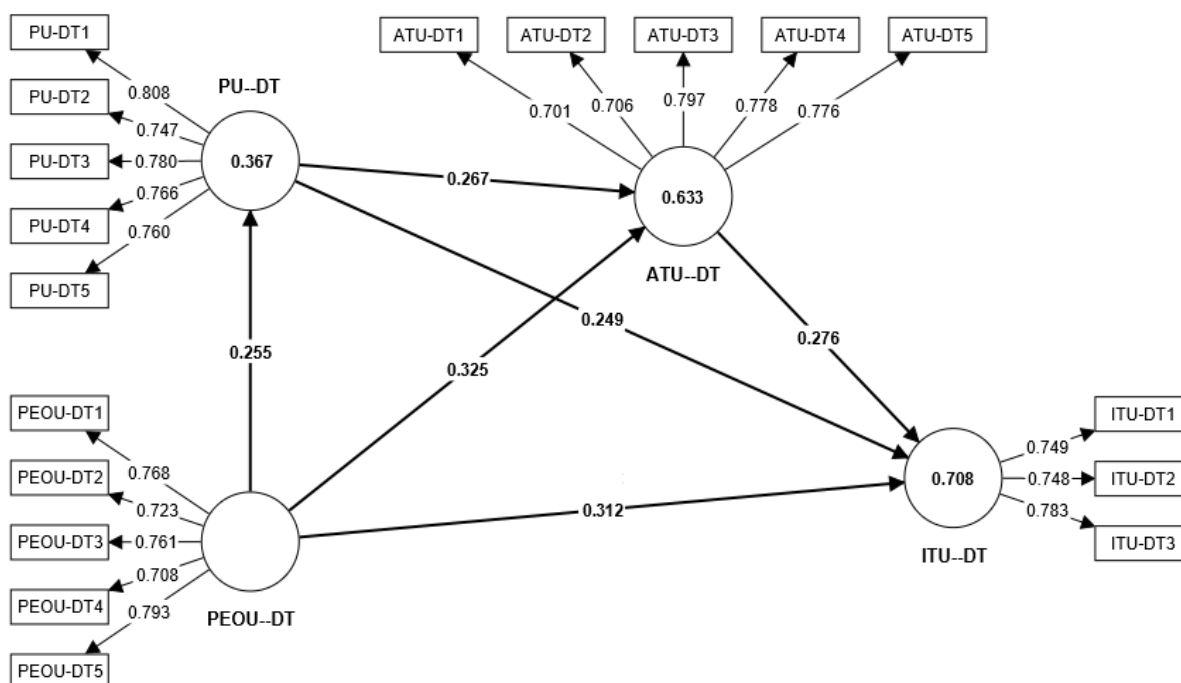 PU-DT1
PU-DT2
PU-DT3
PU-DT4
PU-DT5
0.808
0.747
0.780
0.766
0.760
PU--DT
0.367
ATU-DT1
ATU-DT2
ATU-DT3
ATU-DT4
ATU-DT5
0.701
0.706
0.797
0.778
0.776
0.633
ATU--DT
0.267
0.249
0.276
0.255
0.325
0.312
PEOU-DT1
PEOU-DT2
PEOU-DT3
PEOU-DT4
PEOU-DT5
0.768
0.723
0.761
0.708
0.793
PEOU--DT
0.708
ITU--DT
0.749
0.748
0.783
ITU-DT1
ITU-DT2
ITU-DT3